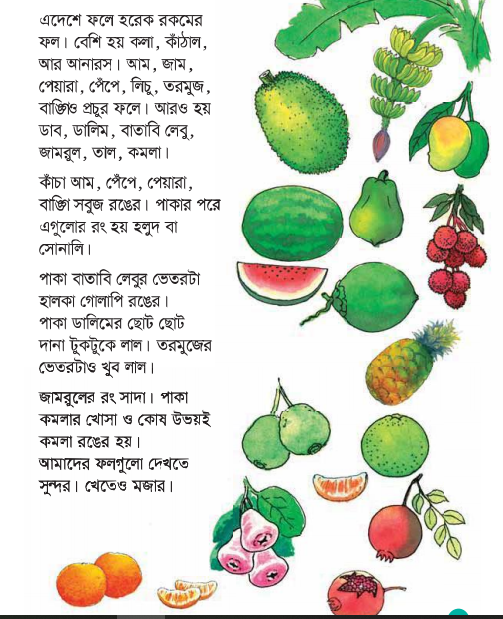 এদেশে ফলে হরেক রকমের
ফল। বেশি হয় কলা, কাঁঠাল,
আর আনারস। আম, জাম,
পেয়ারা, পেঁপে, লিচু, তরমুজ,
বাঙ্গিও প্রচুর ফলে। আরও হয়
ডাব, ডালিম, বাতাবি লেবু,
জামরুল, তাল, কমলা।
কাঁচা আম, পেঁপে, পেয়ারা,
বাঙ্গি সবুজ রঙের। পাকার পরে
এগুলোর রং হয় হলুদ বা
সোনালি।
পাকা বাতাবি লেবুর ভেতরটা
হালকা গোলাপি রঙের।
পাকা ডালিমের ছোট ছোট
দানা টুকটুকে লাল। তরমুজের
ভেতরটাও খুব লাল।
জামরুলের রং সাদা। পাকা
কমলার খোসা ও কোষ উভয়ই
কমলা রঙের হয়।
আমাদের ফলগুলো দেখতে
সুন্দর। খেতেও মজার।